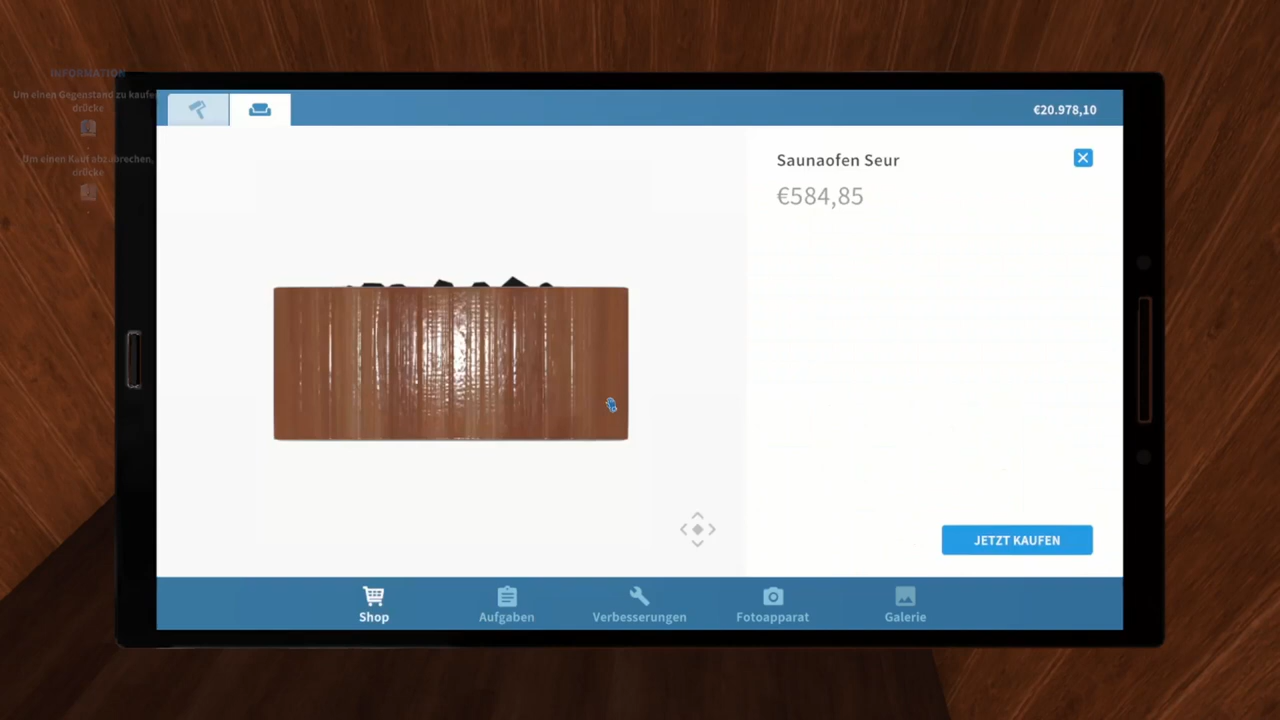 INFORMATION
Um einen Gegenstand zu kaufen
drücke
Um einen Kauf abzubrechen,
drücke
€20.978,10
Saunaofen Seur
€584,85
JETZT KAUFEN
Shop
Aufgaben
Verbesserungen
Fotoapparat
Galerie